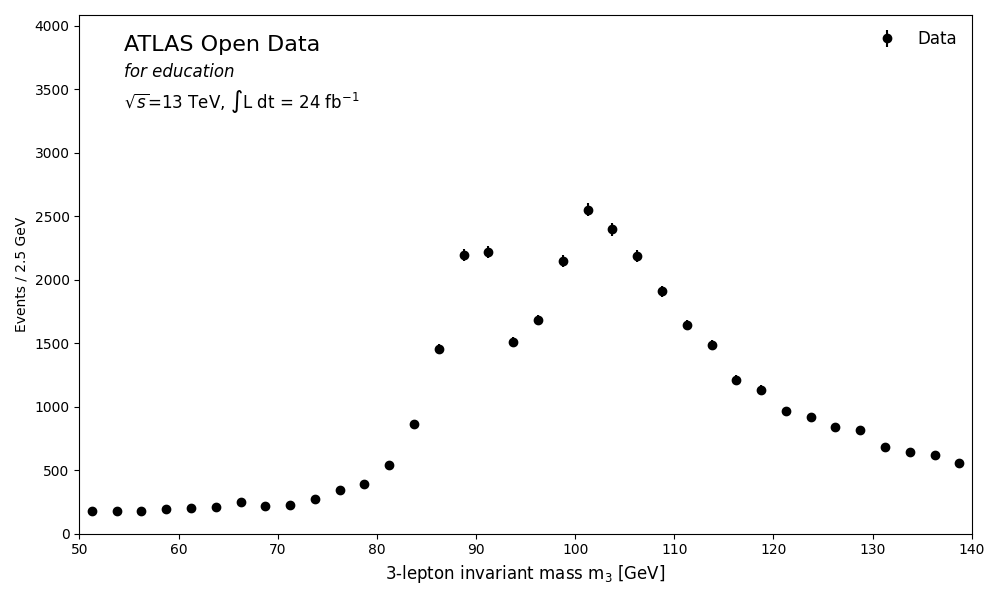 ATLAS Open Data
for education
√s=13 TeV, ∫L dt = 24 fb⁻¹
Data
4000
3500
3000
2500
2000
1500
1000
500
0
Events / 2.5 GeV
50 60 70 80 90 100 110 120 130 140
3-lepton invariant mass m₃ [GeV]